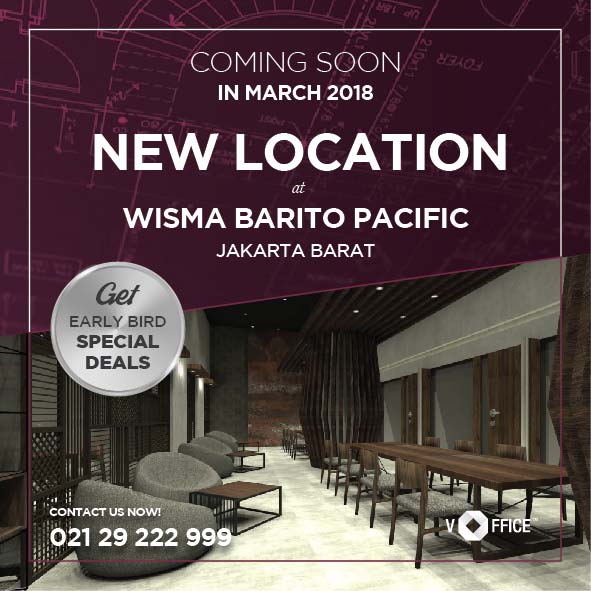 COMING SOON
IN MARCH 2018
NEW LOCATION
at
WISMA BARITO PACIFIC
JAKARTA BARAT
Get
EARLY BIRD
SPECIAL
DEALS
CONTACT US NOW!
021 29 222 999
V OFFICE
FOYER